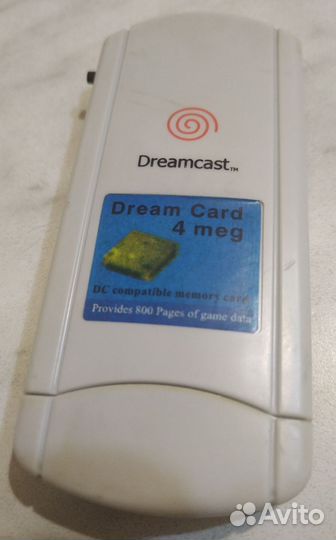 Dreamcast™
Dream Card
4 meg
DC compatible memory card
Provides 800 Pages of game data
Avito